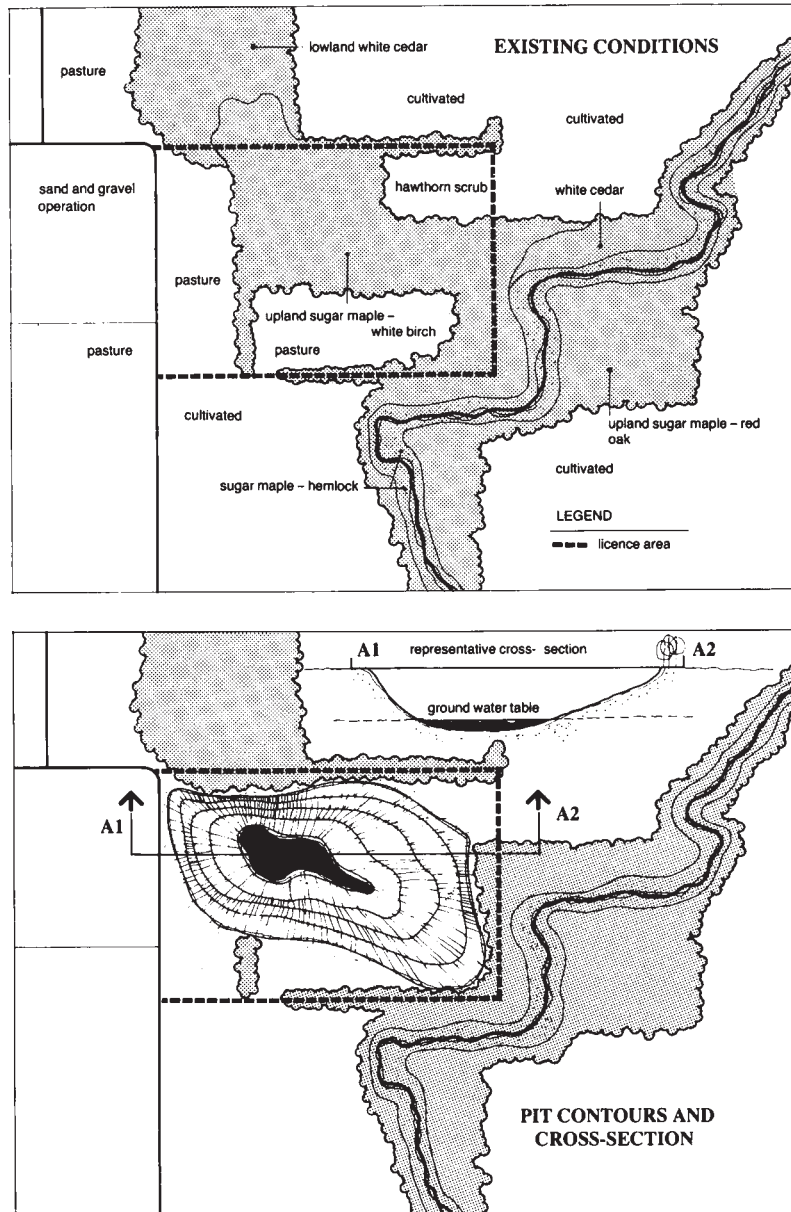 lowland white cedar
EXISTING CONDITIONS
pasture
cultivated
cultivated
sand and gravel
operation
hawthorn scrub
white cedar
pasture
upland sugar maple –
white birch
pasture
pasture
cultivated
upland sugar maple – red
oak
cultivated
sugar maple – hemlock
LEGEND
licence area
A1 representative cross- section A2
ground water table
A1
A2
PIT CONTOURS AND
CROSS-SECTION